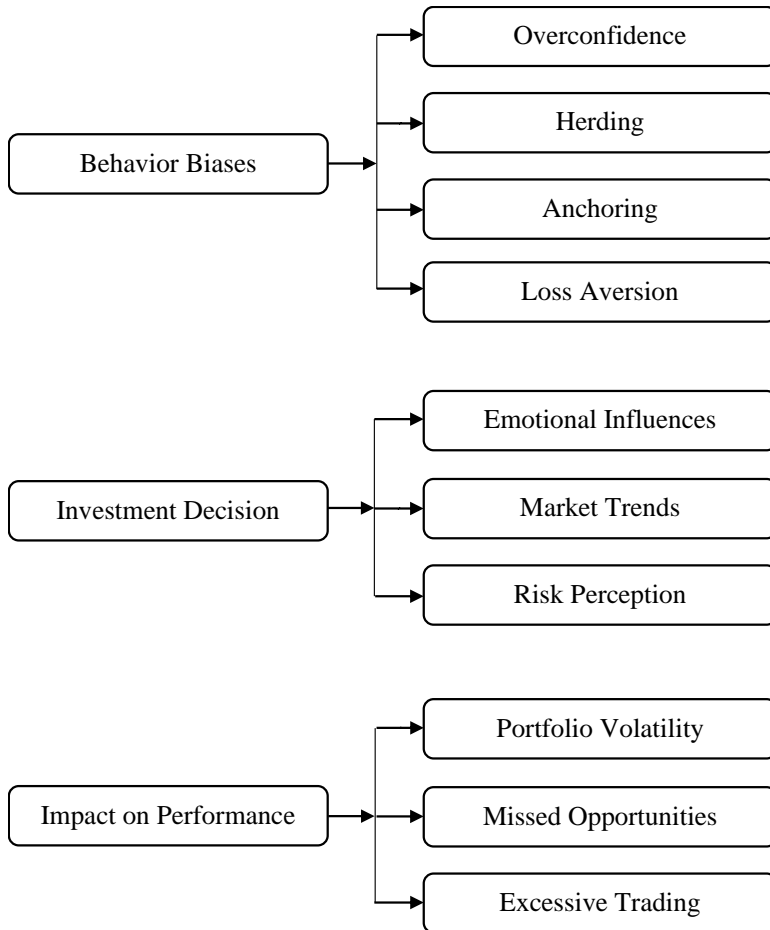 Overconfidence
Herding
Behavior Biases
Anchoring
Loss Aversion
Emotional Influences
Investment Decision
Market Trends
Risk Perception
Portfolio Volatility
Impact on Performance
Missed Opportunities
Excessive Trading